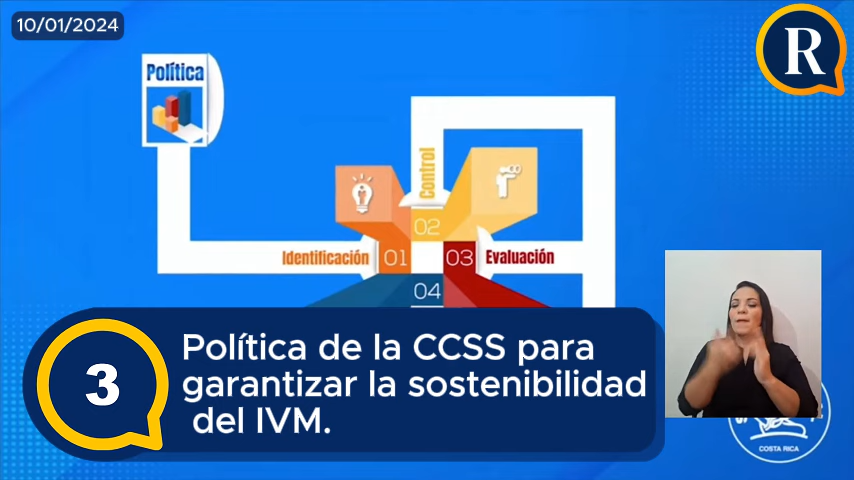 10/01/2024
R
Política
Control
02
Identificación 01 03 Evaluación
04
3
Política de la CCSS para
garantizar la sostenibilidad
del IVM.
COSTA RICA